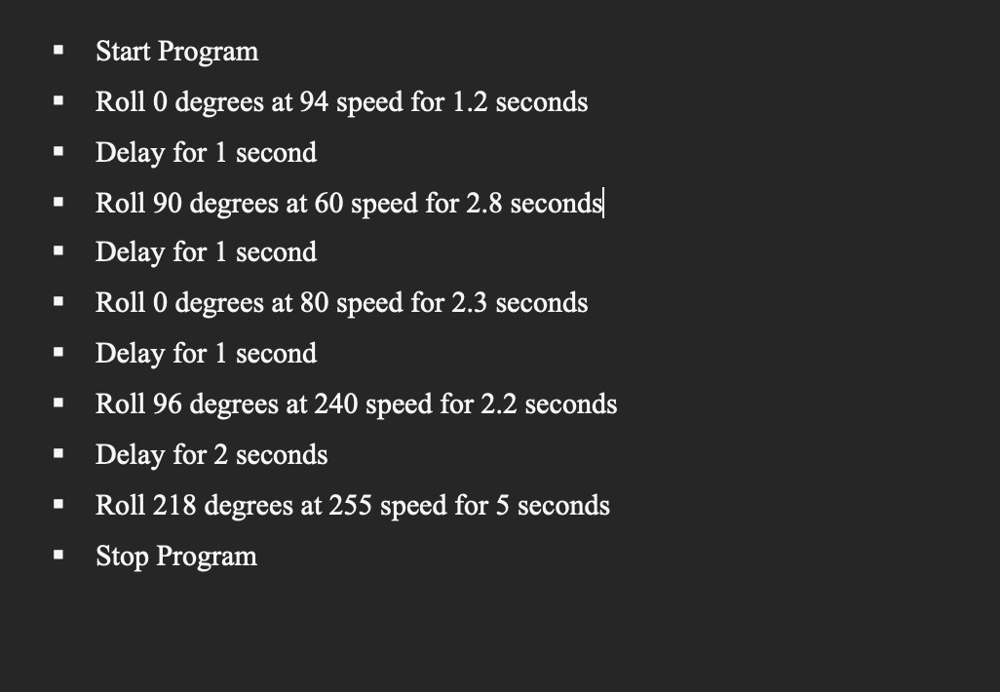 ▪ Start Program
▪ Roll 0 degrees at 94 speed for 1.2 seconds
▪ Delay for 1 second
▪ Roll 90 degrees at 60 speed for 2.8 seconds
▪ Delay for 1 second
▪ Roll 0 degrees at 80 speed for 2.3 seconds
▪ Delay for 1 second
▪ Roll 96 degrees at 240 speed for 2.2 seconds
▪ Delay for 2 seconds
▪ Roll 218 degrees at 255 speed for 5 seconds
▪ Stop Program